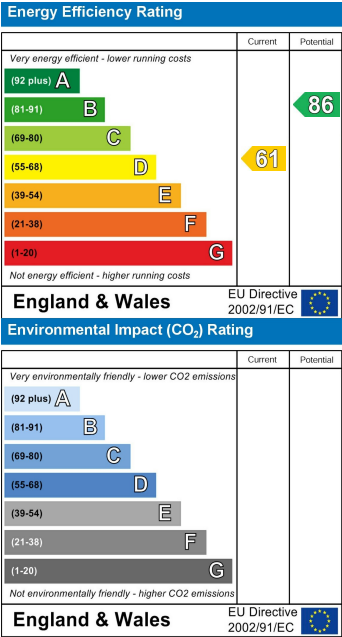 Energy Efficiency Rating
Current Potential
Very energy efficient - lower running costs
(92 plus) A
(81-91) B
86
(69-80) C
(55-68) D
61
(39-54) E
(21-38) F
(1-20) G
Not energy efficient - higher running costs
England & Wales
EU Directive
2002/91/EC
Environmental Impact (CO2) Rating
Current Potential
Very environmentally friendly - lower CO2 emissions
(92 plus) A
(81-91) B
(69-80) C
(55-68) D
(39-54) E
(21-38) F
(1-20) G
Not environmentally friendly - higher CO2 emissions
England & Wales
EU Directive
2002/91/EC